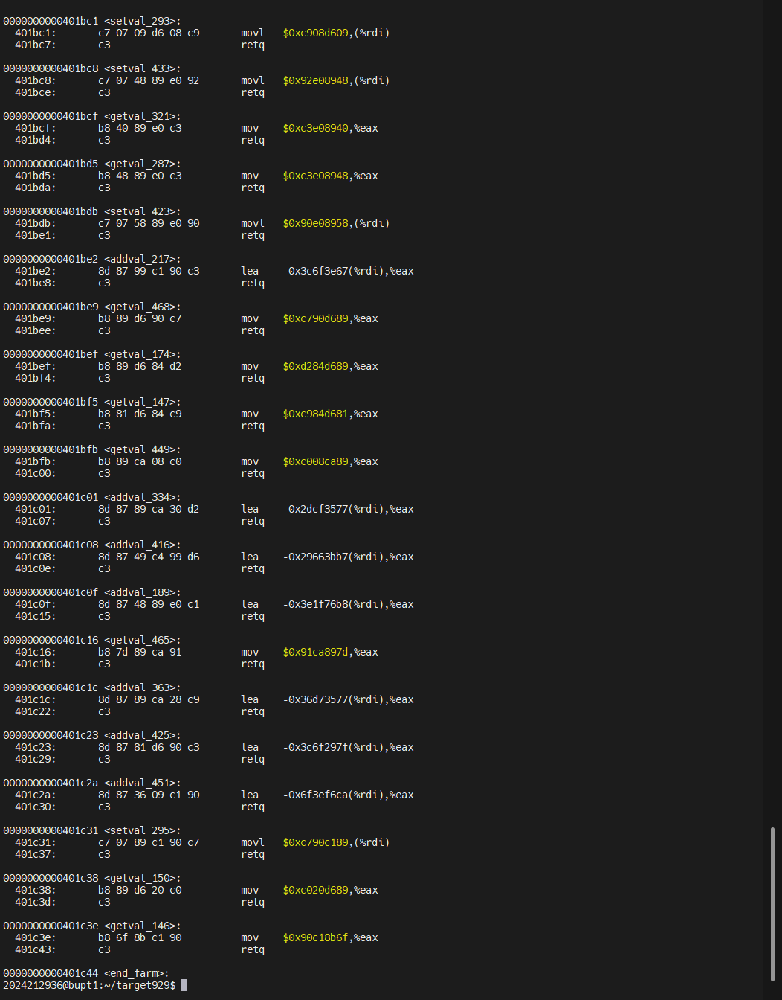 0000000000401bc1 <setval_293>:
  401bc1:       c7 07 09 d6 08 c9       movl   $0xc908d609,(%rdi)
  401bc7:       c3                      retq
0000000000401bc8 <setval_433>:
  401bc8:       c7 07 48 89 e0 92       movl   $0x92e08948,(%rdi)
  401bce:       c3                      retq
0000000000401bcf <getval_321>:
  401bcf:       b8 40 89 e0 c3          mov    $0xc3e08940,%eax
  401bd4:       c3                      retq
0000000000401bd5 <getval_287>:
  401bd5:       b8 48 89 e0 c3          mov    $0xc3e08948,%eax
  401bda:       c3                      retq
0000000000401bdb <setval_423>:
  401bdb:       c7 07 58 89 e0 90       movl   $0x90e08958,(%rdi)
  401be1:       c3                      retq
0000000000401be2 <addval_217>:
  401be2:       8d 87 99 c1 90 c3       lea    -0x3c6f3e67(%rdi),%eax
  401be8:       c3                      retq
0000000000401be9 <getval_468>:
  401be9:       b8 89 d6 90 c7          mov    $0xc790d689,%eax
  401bee:       c3                      retq
0000000000401bef <getval_174>:
  401bef:       b8 89 d6 84 d2          mov    $0xd284d689,%eax
  401bf4:       c3                      retq
0000000000401bf5 <getval_147>:
  401bf5:       b8 81 d6 84 c9          mov    $0xc984d681,%eax
  401bfa:       c3                      retq
0000000000401bfb <getval_449>:
  401bfb:       b8 89 ca 08 c0          mov    $0xc008ca89,%eax
  401c00:       c3                      retq
0000000000401c01 <addval_334>:
  401c01:       8d 87 89 ca 30 d2       lea    -0x2dcf3577(%rdi),%eax
  401c07:       c3                      retq
0000000000401c08 <addval_416>:
  401c08:       8d 87 49 c4 99 d6       lea    -0x29663bb7(%rdi),%eax
  401c0e:       c3                      retq
0000000000401c0f <addval_189>:
  401c0f:       8d 87 48 89 e0 c1       lea    -0x3e1f76b8(%rdi),%eax
  401c15:       c3                      retq
0000000000401c16 <getval_465>:
  401c16:       b8 7d 89 ca 91          mov    $0x91ca897d,%eax
  401c1b:       c3                      retq
0000000000401c1c <addval_363>:
  401c1c:       8d 87 89 ca 28 c9       lea    -0x36d73577(%rdi),%eax
  401c22:       c3                      retq
0000000000401c23 <addval_425>:
  401c23:       8d 87 81 d6 90 c3       lea    -0x3c6f297f(%rdi),%eax
  401c29:       c3                      retq
0000000000401c2a <addval_451>:
  401c2a:       8d 87 36 09 c1 90       lea    -0x6f3ef6ca(%rdi),%eax
  401c30:       c3                      retq
0000000000401c31 <setval_295>:
  401c31:       c7 07 89 c1 90 c7       movl   $0xc790c189,(%rdi)
  401c37:       c3                      retq
0000000000401c38 <getval_150>:
  401c38:       b8 89 d6 20 c0          mov    $0xc020d689,%eax
  401c3d:       c3                      retq
0000000000401c3e <getval_146>:
  401c3e:       b8 6f 8b c1 90          mov    $0x90c18b6f,%eax
  401c43:       c3                      retq
0000000000401c44 <end_farm>:
2024212936@bupt1:~/target929$